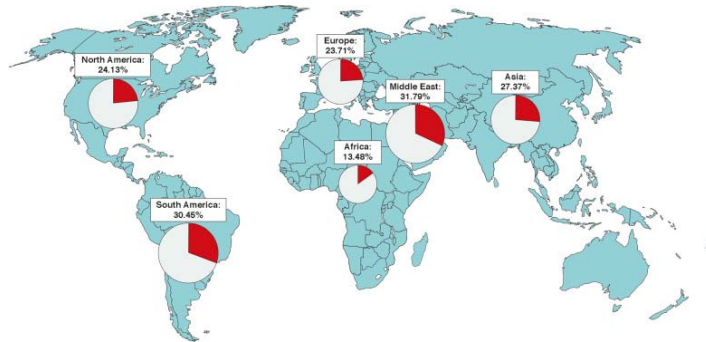 North America:
24.13%
Europe:
23.71%
Middle East:
31.79%
Asia:
27.37%
Africa:
13.48%
South America:
30.45%